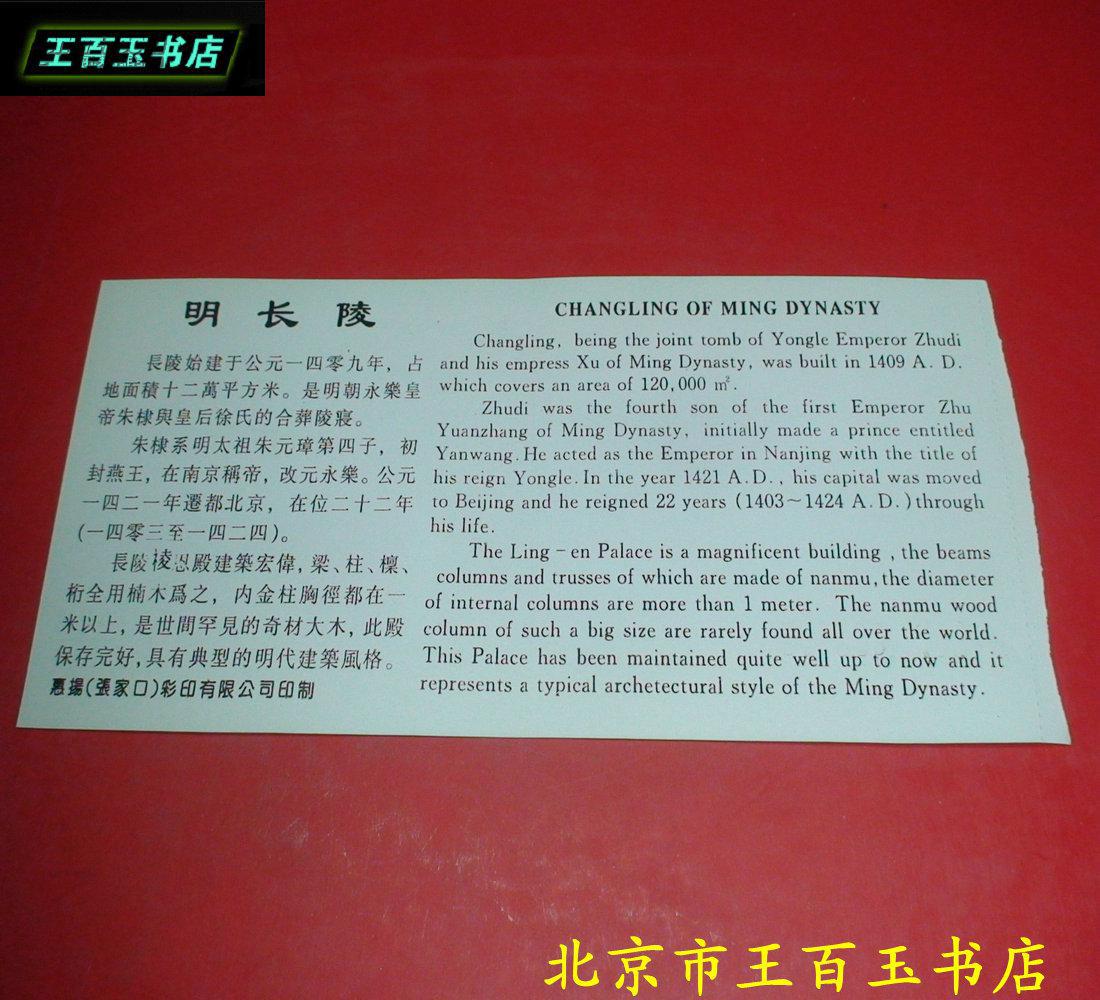 王百玉书店
明长陵
長陵始建于公元一四零九年，占
地面積十二萬平方米。是明朝永樂皇
帝朱棣與皇后徐氏的合葬陵寢。
朱棣系明太祖朱元璋第四子，初
封燕王，在南京稱帝，改元永樂。公元
一四二一年遷都北京，在位二十二年
(一四零三至一四二四)。
長陵祾恩殿建築宏偉，梁、柱、檁、
桁全用楠木爲之，内金柱胸徑都在一
米以上，是世間罕見的奇材大木，此殿
保存完好，具有典型的明代建築風格。
惠揚(張家口)彩印有限公司印制
CHANGLING OF MING DYNASTY
Changling, being the joint tomb of Yongle Emperor Zhudi
and his empress Xu of Ming Dynasty, was built in 1409 A. D.
which covers an area of 120,000 ㎡.
Zhudi was the fourth son of the first Emperor Zhu
Yuanzhang of Ming Dynasty, initially made a prince entitled
Yanwang. He acted as the Emperor in Nanjing with the title of
his reign Yongle. In the year 1421 A.D., his capital was moved
to Beijing and he reigned 22 years (1403～1424 A.D.) through
his life.
The Ling-en Palace is a magnificent building, the beams
columns and trusses of which are made of nanmu, the diameter
of internal columns are more than 1 meter. The nanmu wood
column of such a big size are rarely found all over the world.
This Palace has been maintained quite well up to now and it
represents a typical archetectural style of the Ming Dynasty.
北京市王百玉书店